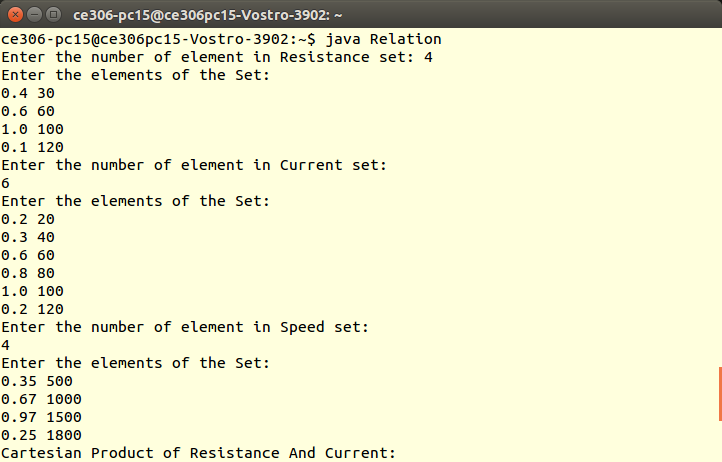 ce306-pc15@ce306pc15-Vostro-3902: ~
ce306-pc15@ce306pc15-Vostro-3902:~$ java Relation
Enter the number of element in Resistance set: 4
Enter the elements of the Set:
0.4 30
0.6 60
1.0 100
0.1 120
Enter the number of element in Current set:
6
Enter the elements of the Set:
0.2 20
0.3 40
0.6 60
0.8 80
1.0 100
0.2 120
Enter the number of element in Speed set:
4
Enter the elements of the Set:
0.35 500
0.67 1000
0.97 1500
0.25 1800
Cartesian Product of Resistance And Current: